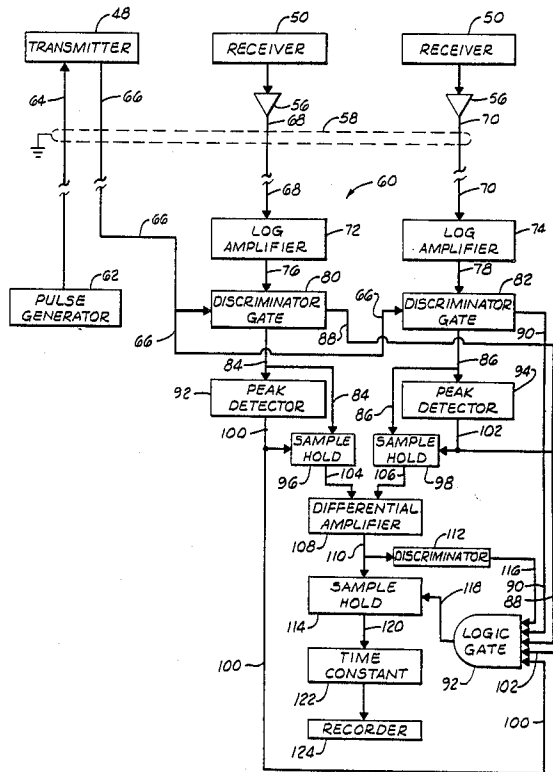 48
50
50
TRANSMITTER
RECEIVER
RECEIVER
64
66
56
56
68
58
70
60
68
70
66
LOG AMPLIFIER
72
LOG AMPLIFIER
74
62
76
80
78
82
PULSE GENERATOR
DISCRIMINATOR GATE
66
DISCRIMINATOR GATE
66
88
90
84
86
94
92
PEAK DETECTOR
84
86
PEAK DETECTOR
100
102
SAMPLE HOLD
SAMPLE HOLD
96
104
106
98
DIFFERENTIAL AMPLIFIER
108
110
112
DISCRIMINATOR
116
90
118
88
SAMPLE HOLD
114
120
LOGIC GATE
100
TIME CONSTANT
92
102
122
100
RECORDER
124